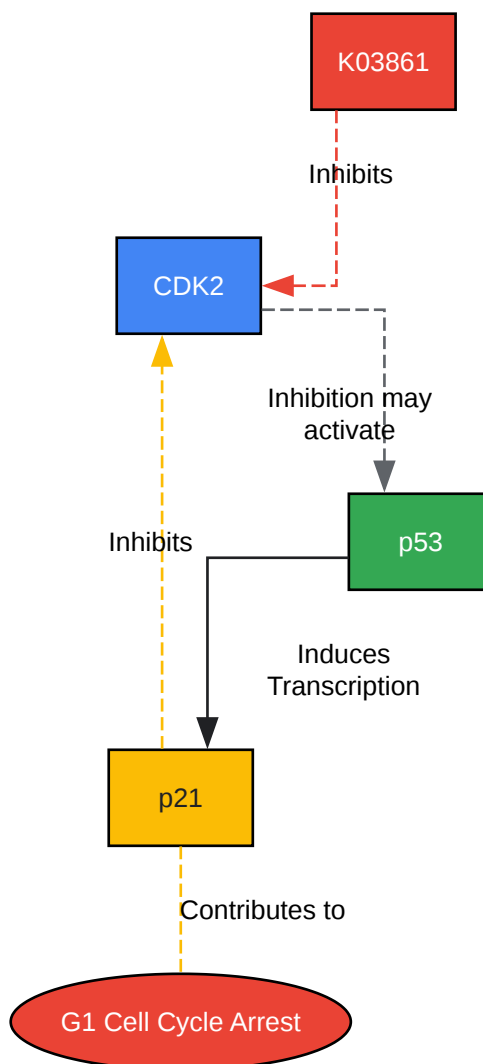 K03861
Inhibits
CDK2
Inhibition may
activate
p53
Inhibits
Induces
Transcription
p21
Contributes to
G1 Cell Cycle Arrest